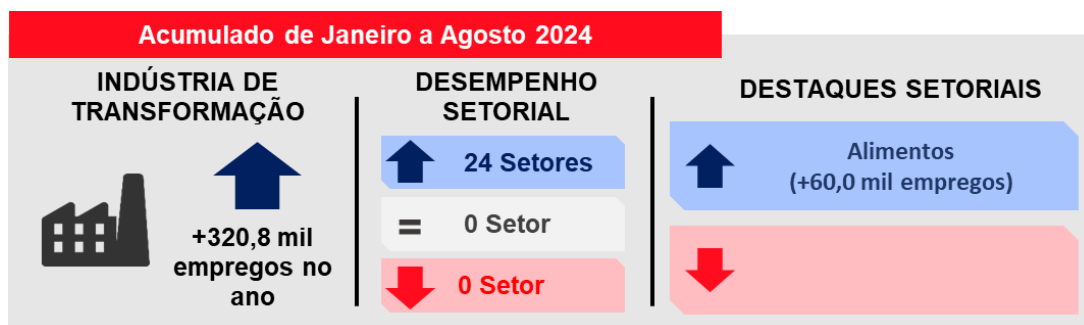 Acumulado de Janeiro a Agosto 2024
INDÚSTRIA DE
TRANSFORMAÇÃO
+320,8 mil
empregos no
ano
DESEMPENHO
SETORIAL
24 Setores
=
0 Setor
0 Setor
DESTAQUES SETORIAIS
Alimentos
(+60,0 mil empregos)